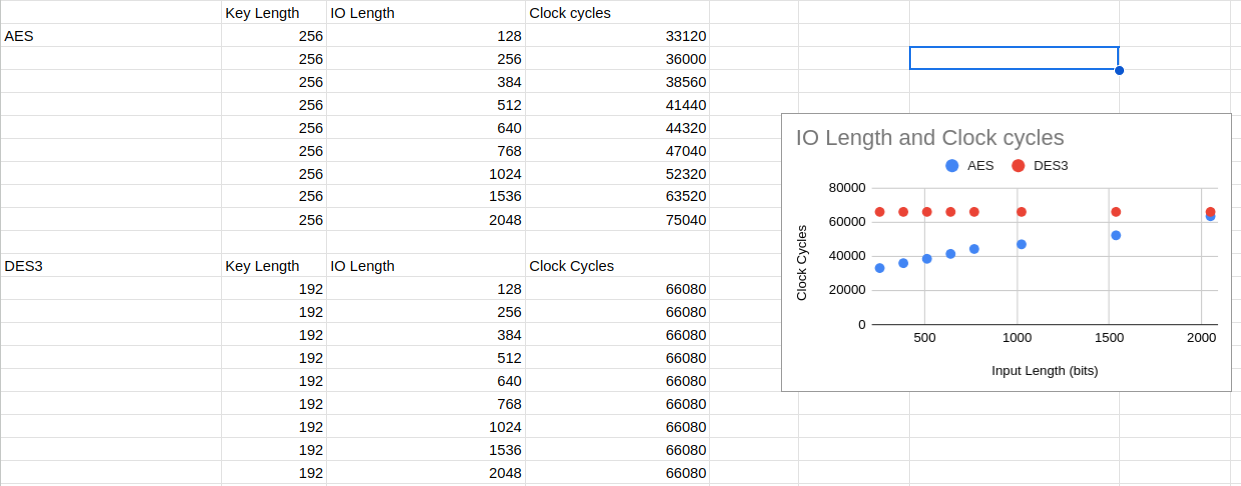 Key Length IO Length Clock cycles
AES 256 128 33120
256 256 36000
256 384 38560
256 512 41440
256 640 44320
256 768 47040
256 1024 52320
256 1536 63520
256 2048 75040
DES3 Key Length IO Length Clock Cycles
192 128 66080
192 256 66080
192 384 66080
192 512 66080
192 640 66080
192 768 66080
192 1024 66080
192 1536 66080
192 2048 66080
IO Length and Clock cycles
AES DES3
Clock Cycles
80000
60000
40000
20000
0
500 1000 1500 2000
Input Length (bits)